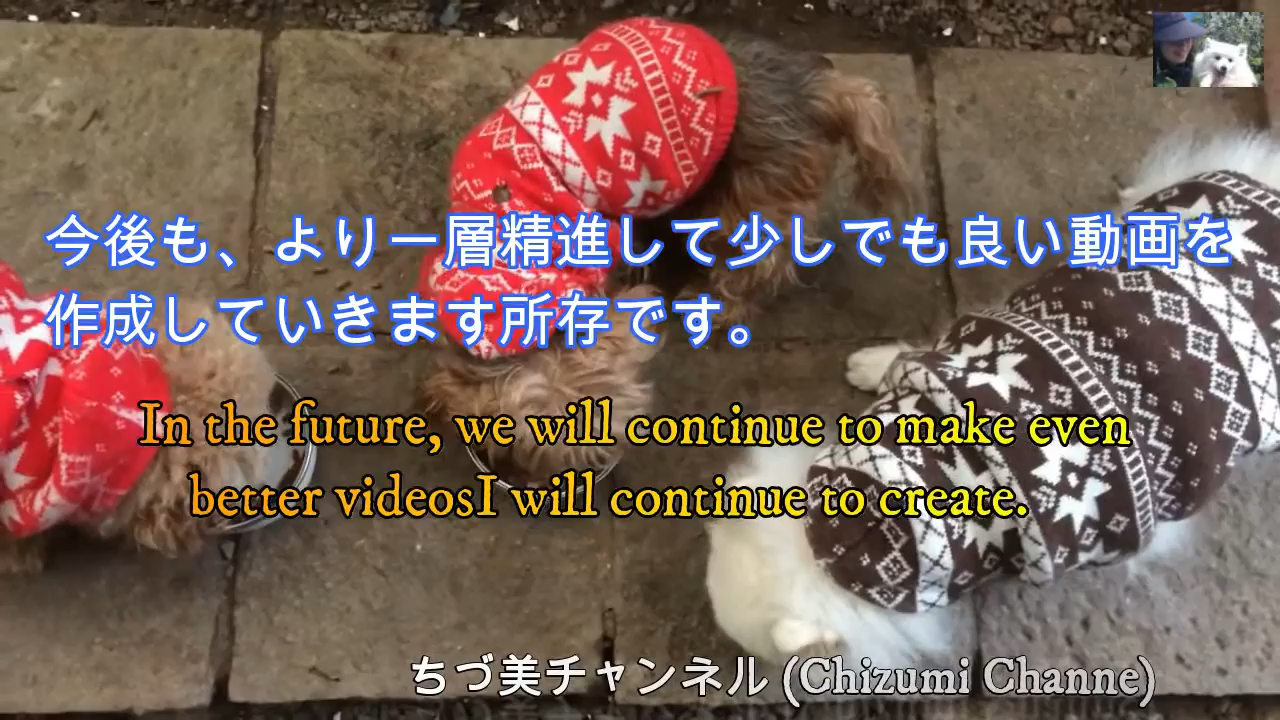 今後も、より一層精進して少しでも良い動画を
作成していきます所存です。
In the future, we will continue to make even
better videosI will continue to create.
ちづ美チャンネル (Chizumi Channe)